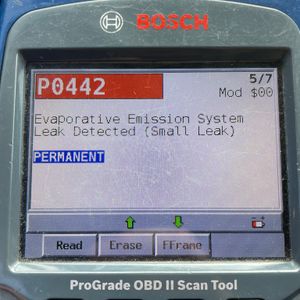 BOSCH
P0442
5/7
Mod $00
Evaporative Emission System
Leak Detected (Small Leak)
PERMANENT
Read Erase FFrame
ProGrade OBD II Scan Tool